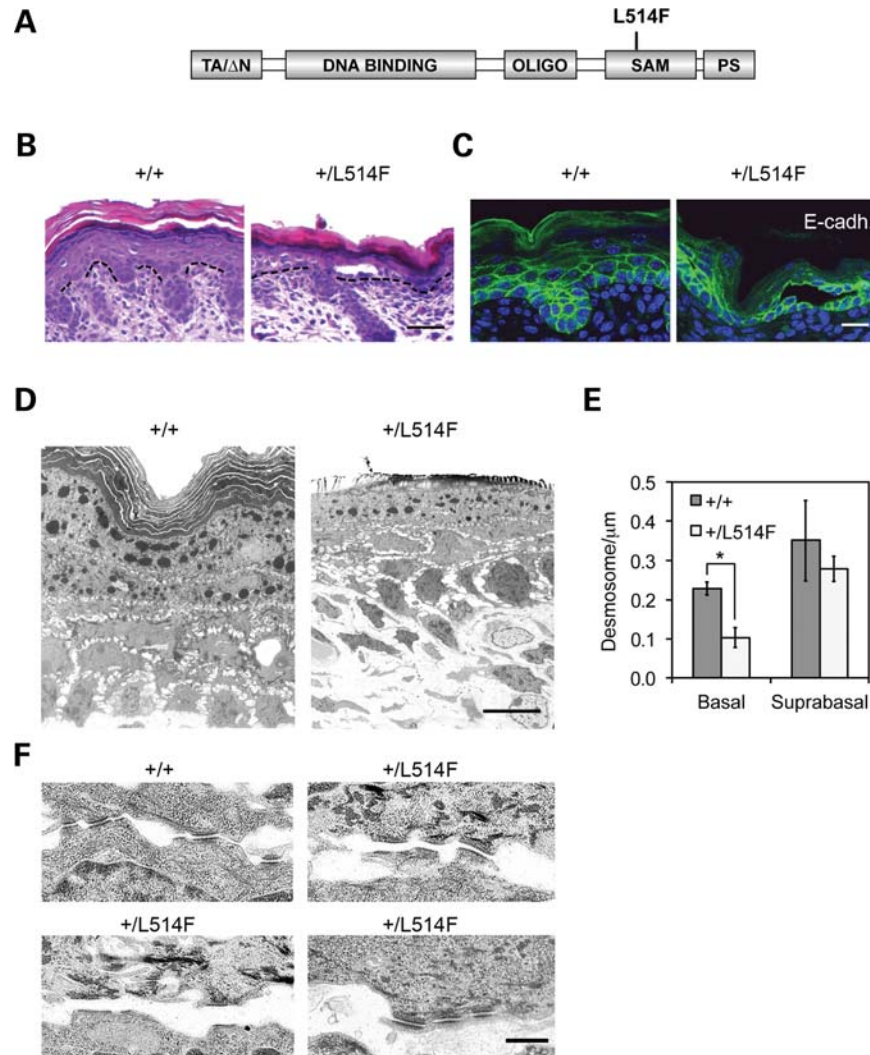 A
L514F
TA/ΔN DNA BINDING OLIGO SAM PS
B
+/+ +/L514F
C
+/+ +/L514F
E-cadh.
D
+/+ +/L514F
E
Desmosome/μm
0.5
0.4
0.3
0.2
0.1
0.0
+/+
+/L514F
*
Basal Suprabasal
F
+/+ +/L514F
+/L514F +/L514F